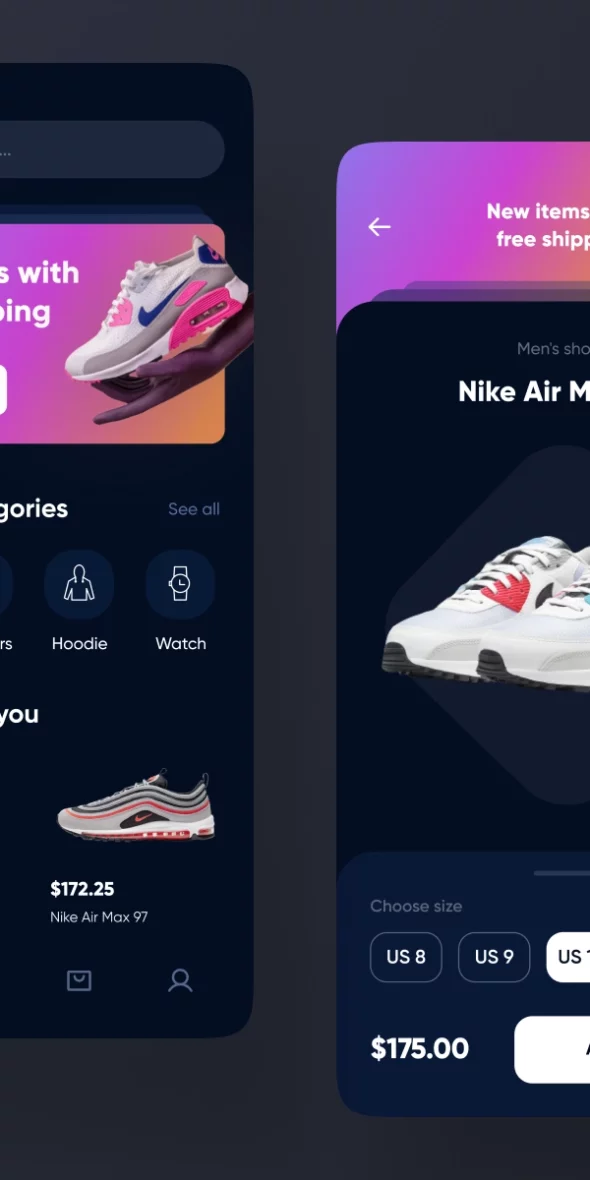 ...
s with
ping
gories
See all
rs
Hoodie
Watch
you
$172.25
Nike Air Max 97
New items
free shipp
Men's sho
Nike Air M
Choose size
US 8
US 9
US 1
$175.00
A